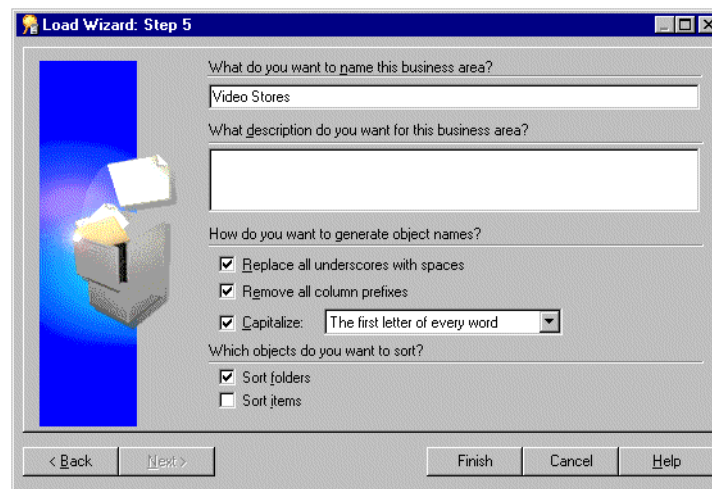 Load Wizard: Step 5
What do you want to name this business area?
Video Stores
What description do you want for this business area?
How do you want to generate object names?
Replace all underscores with spaces
Remove all column prefixes
Capitalize: The first letter of every word
Which objects do you want to sort?
Sort folders
Sort items
< Back Next > Finish Cancel Help